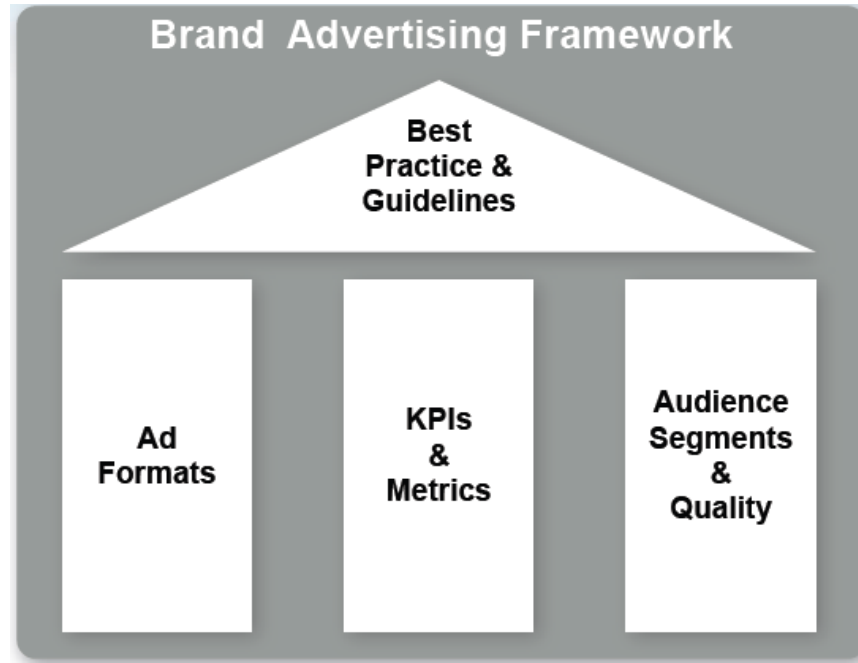 Brand  Advertising Framework
Best
Practice &
Guidelines
Ad
Formats
KPIs
&
Metrics
Audience
Segments
&
Quality